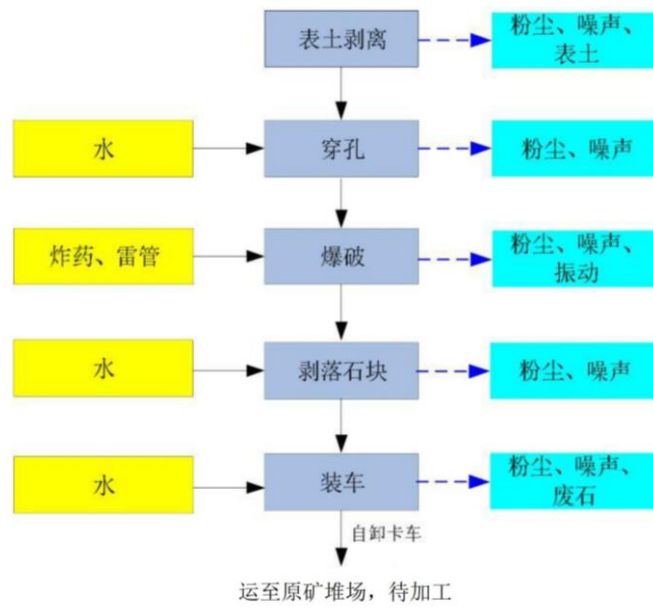 表土剥离
粉尘、噪声、
表土
水
穿孔
粉尘、噪声
炸药、雷管
爆破
粉尘、噪声、
振动
水
剥落石块
粉尘、噪声
水
装车
粉尘、噪声、
废石
自卸卡车
运至原矿堆场，待加工